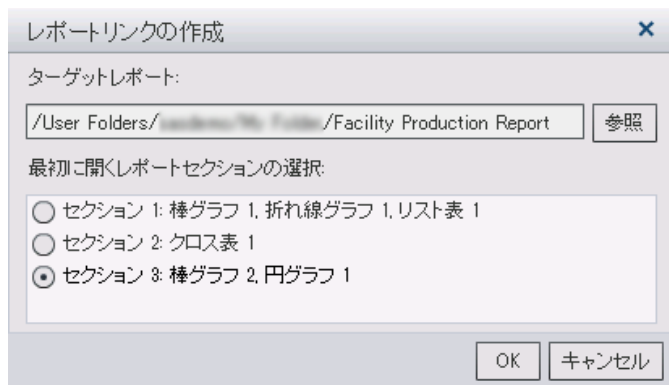 レポートリンクの作成
ターゲットレポート:
/User Folders/ /Facility Production Report 参照
最初に開くレポートセクションの選択:
セクション 1: 棒グラフ 1, 折れ線グラフ 1, リスト表 1
セクション 2: クロス表 1
セクション 3: 棒グラフ 2, 円グラフ 1
OK キャンセル